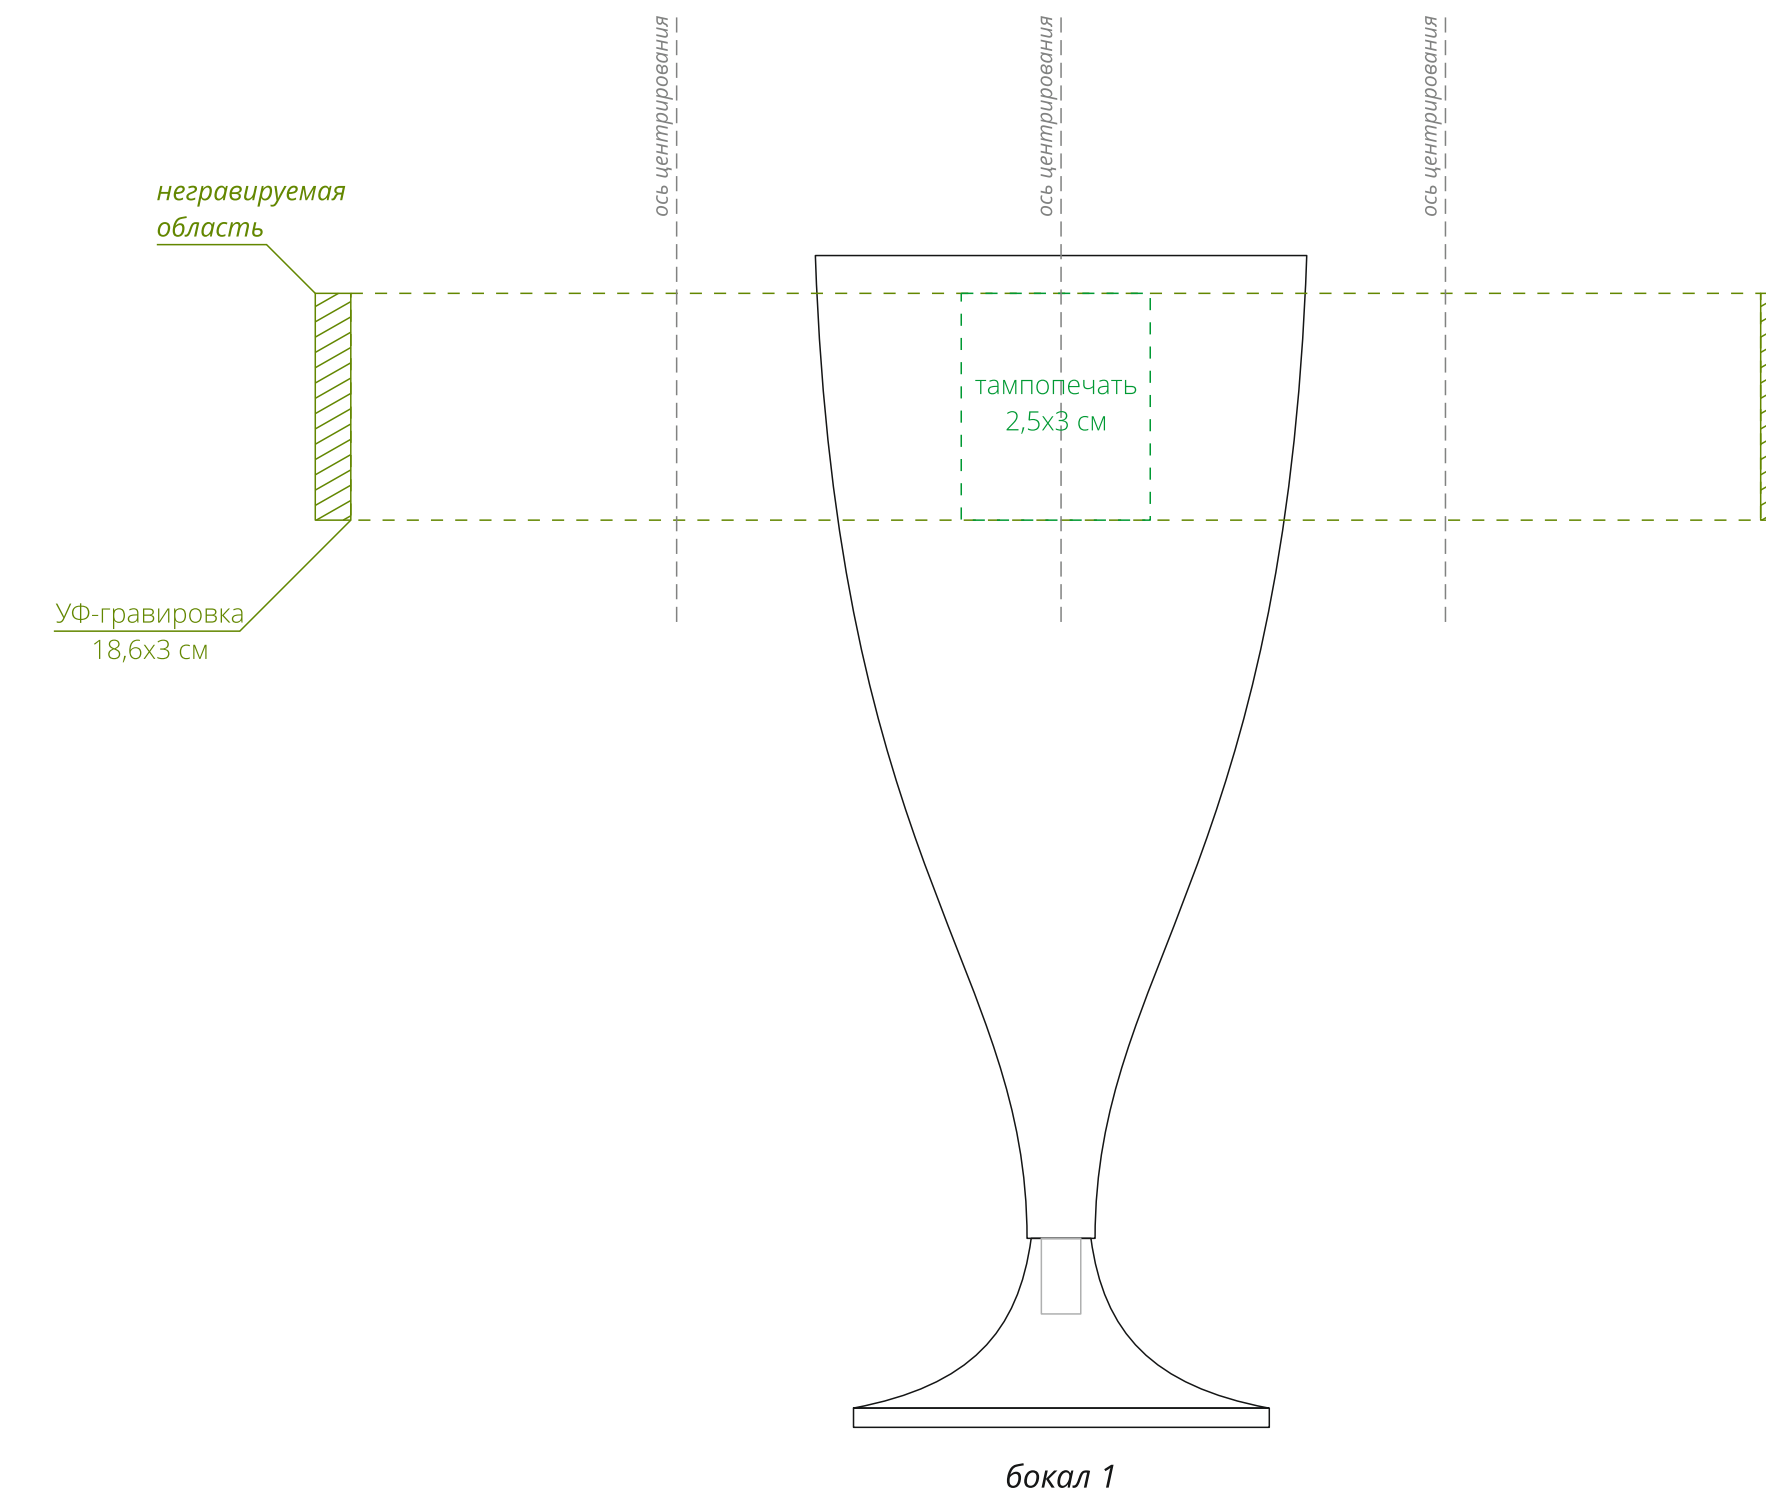 ось центрирования
ось центрирования
ось центрирования
негравируемая
область
тампопечать
2,5х3 см
УФ-гравировка
18,6х3 см
бокал 1